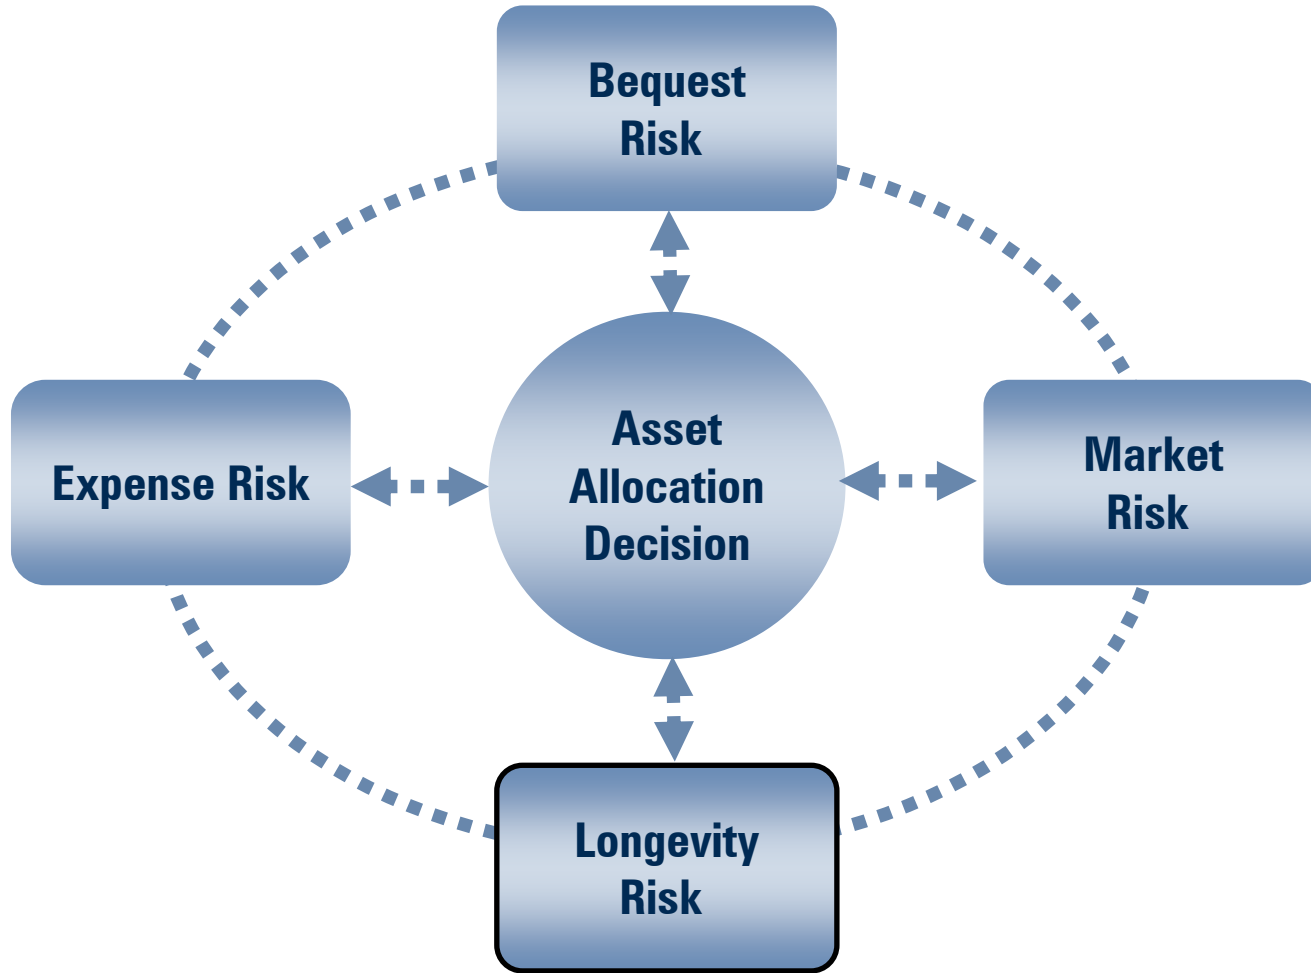 Bequest
Risk
Expense Risk
Asset
Allocation
Decision
Market
Risk
Longevity
Risk